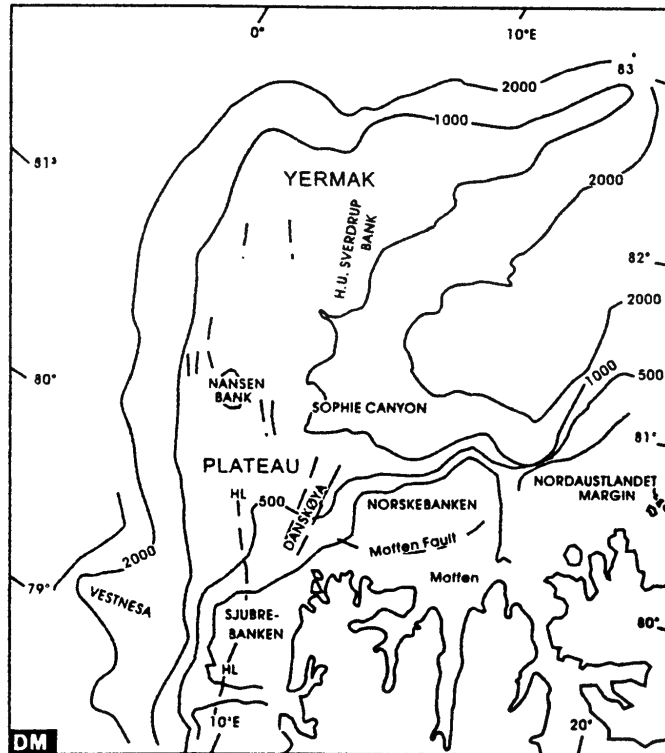 0°
10°E
83°
2000
1000
81°
YERMAK
2000
H.U. SVERDRUP
BANK
82°
2000
80°
1000
500
NANSEN
BANK
SOPHIE CANYON
81°
PLATEAU
NORDAUSTLANDET
MARGIN
HL
500
DANSKØYA
NORSKEBANKEN
Moffen Fault
2000
79°
VESTNESA
Moffen
SJUBRE-
BANKEN
80°
HL
10°E
20°
DM